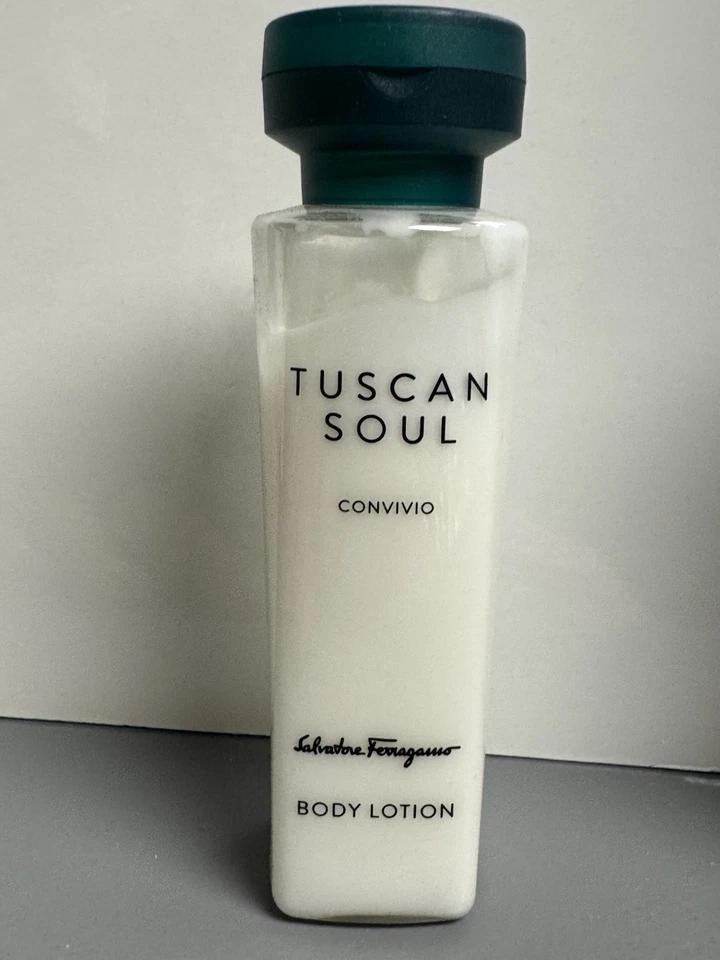 TUSCAN
SOUL
CONVIVIO
Salvatore Ferragamo
BODY LOTION